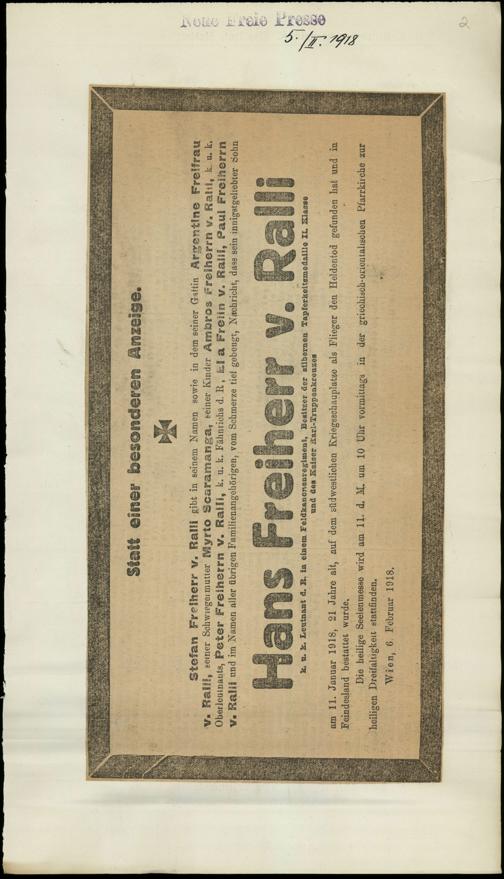 Neue Freie Presse
5./II. 1918
2
Statt einer besonderen Anzeige.
Stefan Freiherr v. Ralli gibt in seinem Namen sowie in dem seiner Gattin Argentine Freifrau
v. Ralli, seiner Schwiegermutter Myrto Scaramanga, seiner Kinder Ambros Freiherrn v. Ralli, k. u. k.
Oberleutnants, Peter Freiherrn v. Ralli, k. u. k. Fähnrichs d. R., Ela Freiin v. Ralli, Paul Freiherrn
v. Ralli und im Namen aller übrigen Familienangehörigen, vom Schmerze tief gebeugt, Nachricht, dass sein innigstgeliebter Sohn
Hans Freiherr v. Ralli
k. u. k. Leutnant d. R. in einem Feldkanonenregiment, Besitzer der silbernen Tapferkeitsmedaille II. Klasse
und des Kaiser Karl-Truppenkreuzes
am 11. Januar 1918, 21 Jahre alt, auf dem südwestlichen Kriegsschauplatze als Flieger den Heldentod gefunden hat und in
Feindesland bestattet wurde.
Die heilige Seelenmesse wird am 11. d. M. um 10 Uhr vormittags in der griechisch-orientalischen Pfarrkirche zur
heiligen Dreifaltigkeit stattfinden.
Wien, 6 Februar 1918.